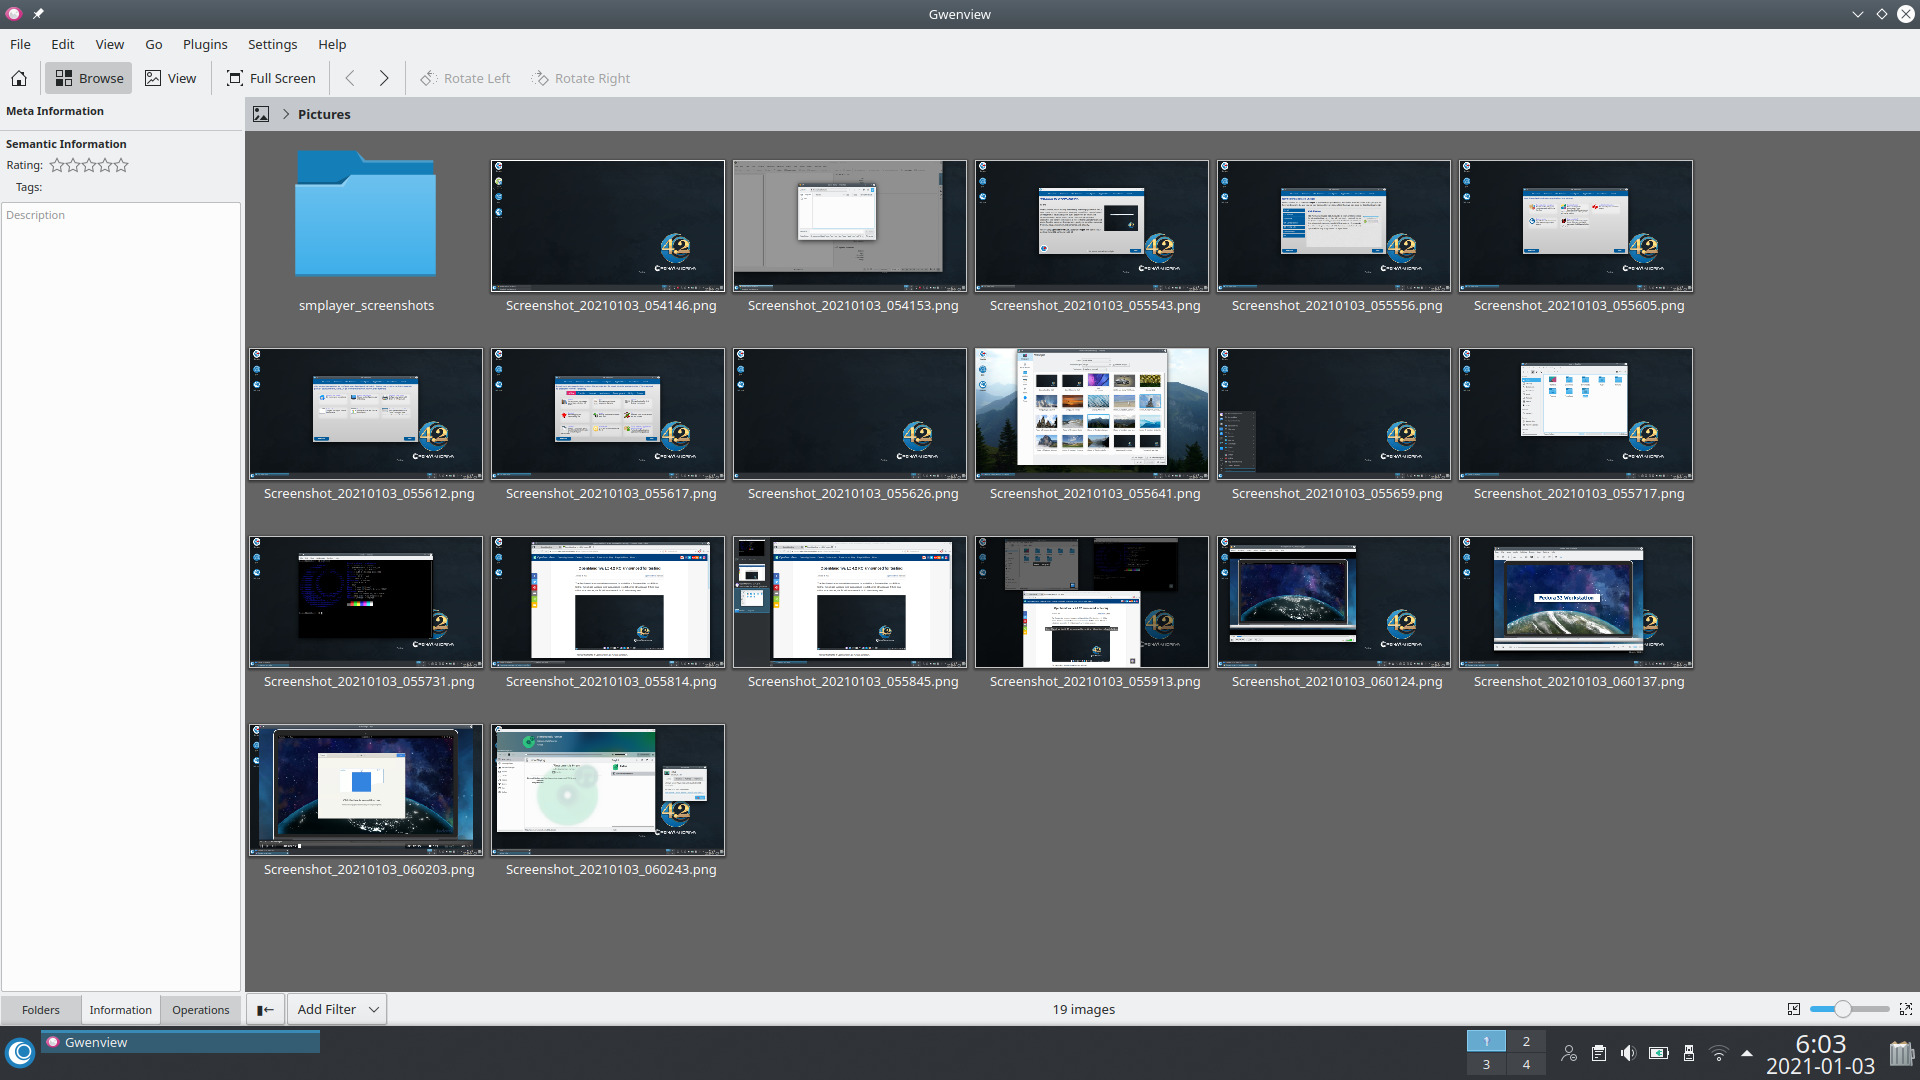 Gwenview
File Edit View Go Plugins Settings Help
Browse View Full Screen Rotate Left Rotate Right
Meta Information
Pictures
Semantic Information
Rating:
Tags:
Description
smplayer_screenshots Screenshot_20210103_054146.png Screenshot_20210103_054153.png Screenshot_20210103_055543.png Screenshot_20210103_055556.png Screenshot_20210103_055605.png
Screenshot_20210103_055612.png Screenshot_20210103_055617.png Screenshot_20210103_055626.png Screenshot_20210103_055641.png Screenshot_20210103_055659.png Screenshot_20210103_055717.png
Fedora 33 Workstation
Screenshot_20210103_055731.png Screenshot_20210103_055814.png Screenshot_20210103_055845.png Screenshot_20210103_055913.png Screenshot_20210103_060124.png Screenshot_20210103_060137.png
Screenshot_20210103_060203.png Screenshot_20210103_060243.png
Folders Information Operations Add Filter 19 images
Gwenview
1 2
3 4
6:03
2021-01-03